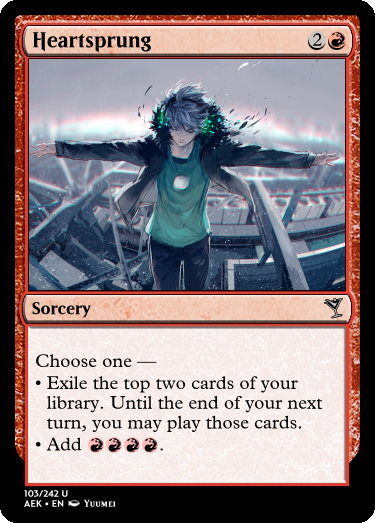 Heartsprung 2
Sorcery
Choose one —
• Exile the top two cards of your
library. Until the end of your next
turn, you may play those cards.
• Add .
103/242 U
AEK • EN Yuumei